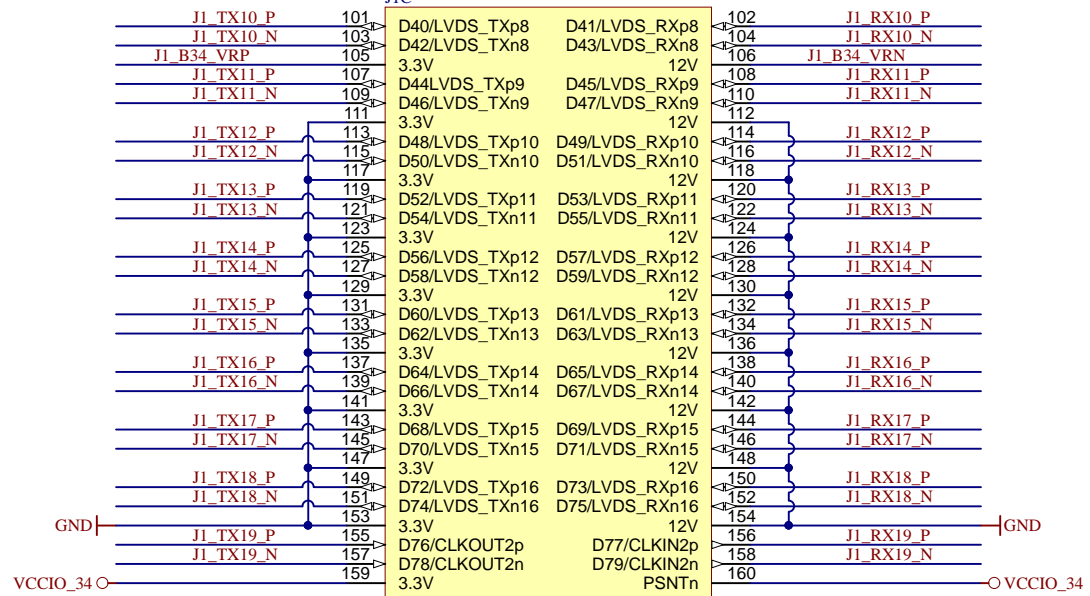 J1C
J1_TX10_P 101 D40/LVDS_TXp8 D41/LVDS_RXp8 102 J1_RX10_P
J1_TX10_N 103 D42/LVDS_TXn8 D43/LVDS_RXn8 104 J1_RX10_N
J1_B34_VRP 105 3.3V 12V 106 J1_B34_VRN
J1_TX11_P 107 D44LVDS_TXp9 D45/LVDS_RXp9 108 J1_RX11_P
J1_TX11_N 109 D46/LVDS_TXn9 D47/LVDS_RXn9 110 J1_RX11_N
111 3.3V 12V 112
J1_TX12_P 113 D48/LVDS_TXp10 D49/LVDS_RXp10 114 J1_RX12_P
J1_TX12_N 115 D50/LVDS_TXn10 D51/LVDS_RXn10 116 J1_RX12_N
117 3.3V 12V 118
J1_TX13_P 119 D52/LVDS_TXp11 D53/LVDS_RXp11 120 J1_RX13_P
J1_TX13_N 121 D54/LVDS_TXn11 D55/LVDS_RXn11 122 J1_RX13_N
123 3.3V 12V 124
J1_TX14_P 125 D56/LVDS_TXp12 D57/LVDS_RXp12 126 J1_RX14_P
J1_TX14_N 127 D58/LVDS_TXn12 D59/LVDS_RXn12 128 J1_RX14_N
129 3.3V 12V 130
J1_TX15_P 131 D60/LVDS_TXp13 D61/LVDS_RXp13 132 J1_RX15_P
J1_TX15_N 133 D62/LVDS_TXn13 D63/LVDS_RXn13 134 J1_RX15_N
135 3.3V 12V 136
J1_TX16_P 137 D64/LVDS_TXp14 D65/LVDS_RXp14 138 J1_RX16_P
J1_TX16_N 139 D66/LVDS_TXn14 D67/LVDS_RXn14 140 J1_RX16_N
141 3.3V 12V 142
J1_TX17_P 143 D68/LVDS_TXp15 D69/LVDS_RXp15 144 J1_RX17_P
J1_TX17_N 145 D70/LVDS_TXn15 D71/LVDS_RXn15 146 J1_RX17_N
147 3.3V 12V 148
J1_TX18_P 149 D72/LVDS_TXp16 D73/LVDS_RXp16 150 J1_RX18_P
J1_TX18_N 151 D74/LVDS_TXn16 D75/LVDS_RXn16 152 J1_RX18_N
GND 153 3.3V 12V 154 GND
J1_TX19_P 155 D76/CLKOUT2p D77/CLKIN2p 156 J1_RX19_P
J1_TX19_N 157 D78/CLKOUT2n D79/CLKIN2n 158 J1_RX19_N
VCCIO_34 159 3.3V PSNTn 160 VCCIO_34